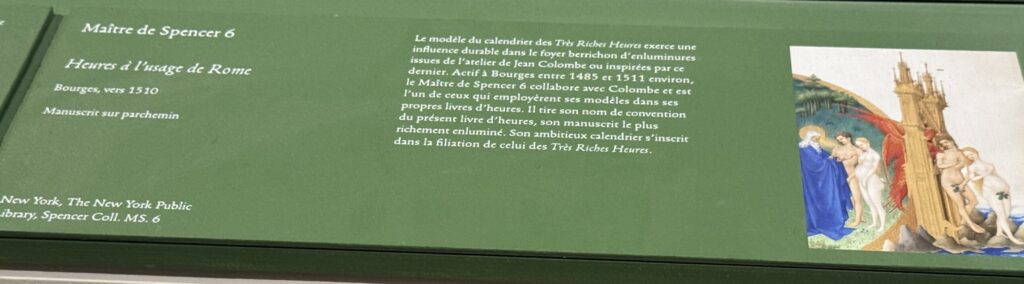 Maître de Spencer 6
Heures à l'usage de Rome
Bourges, vers 1510
Manuscrit sur parchemin
New York, The New York Public
Library, Spencer Coll. MS. 6
Le modèle du calendrier des Très Riches Heures exerce une
influence durable dans le foyer berrichon d'enluminures
issues de l'atelier de Jean Colombe ou inspirées par ce
dernier. Actif à Bourges entre 1485 et 1511 environ,
le Maître de Spencer 6 collabore avec Colombe et est
l'un de ceux qui employèrent ses modèles dans ses
propres livres d'heures. Il tire son nom de convention
du présent livre d'heures, son manuscrit le plus
richement enluminé. Son ambitieux calendrier s'inscrit
dans la filiation de celui des Très Riches Heures.